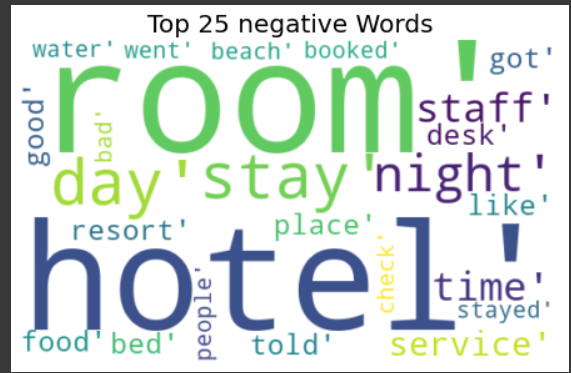 Top 25 negative Words
water' went' beach' booked' got'
room'
good'
bad'
staff'
desk'
day' stay' night'
like'
resort' place'
hotel'
people'
check'
time'
stayed'
food' bed' told' service'